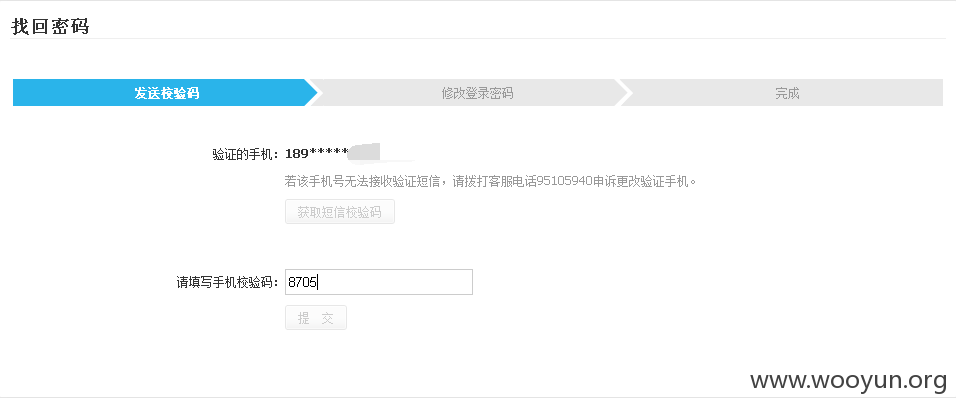 找回密码
发送校验码 修改登录密码 完成
验证的手机: 189*****
若该手机号无法接收验证短信，请拨打客服电话95105940申诉更改验证手机。
获取短信校验码
请填写手机校验码: 8705
提 交
www.wooyun.org